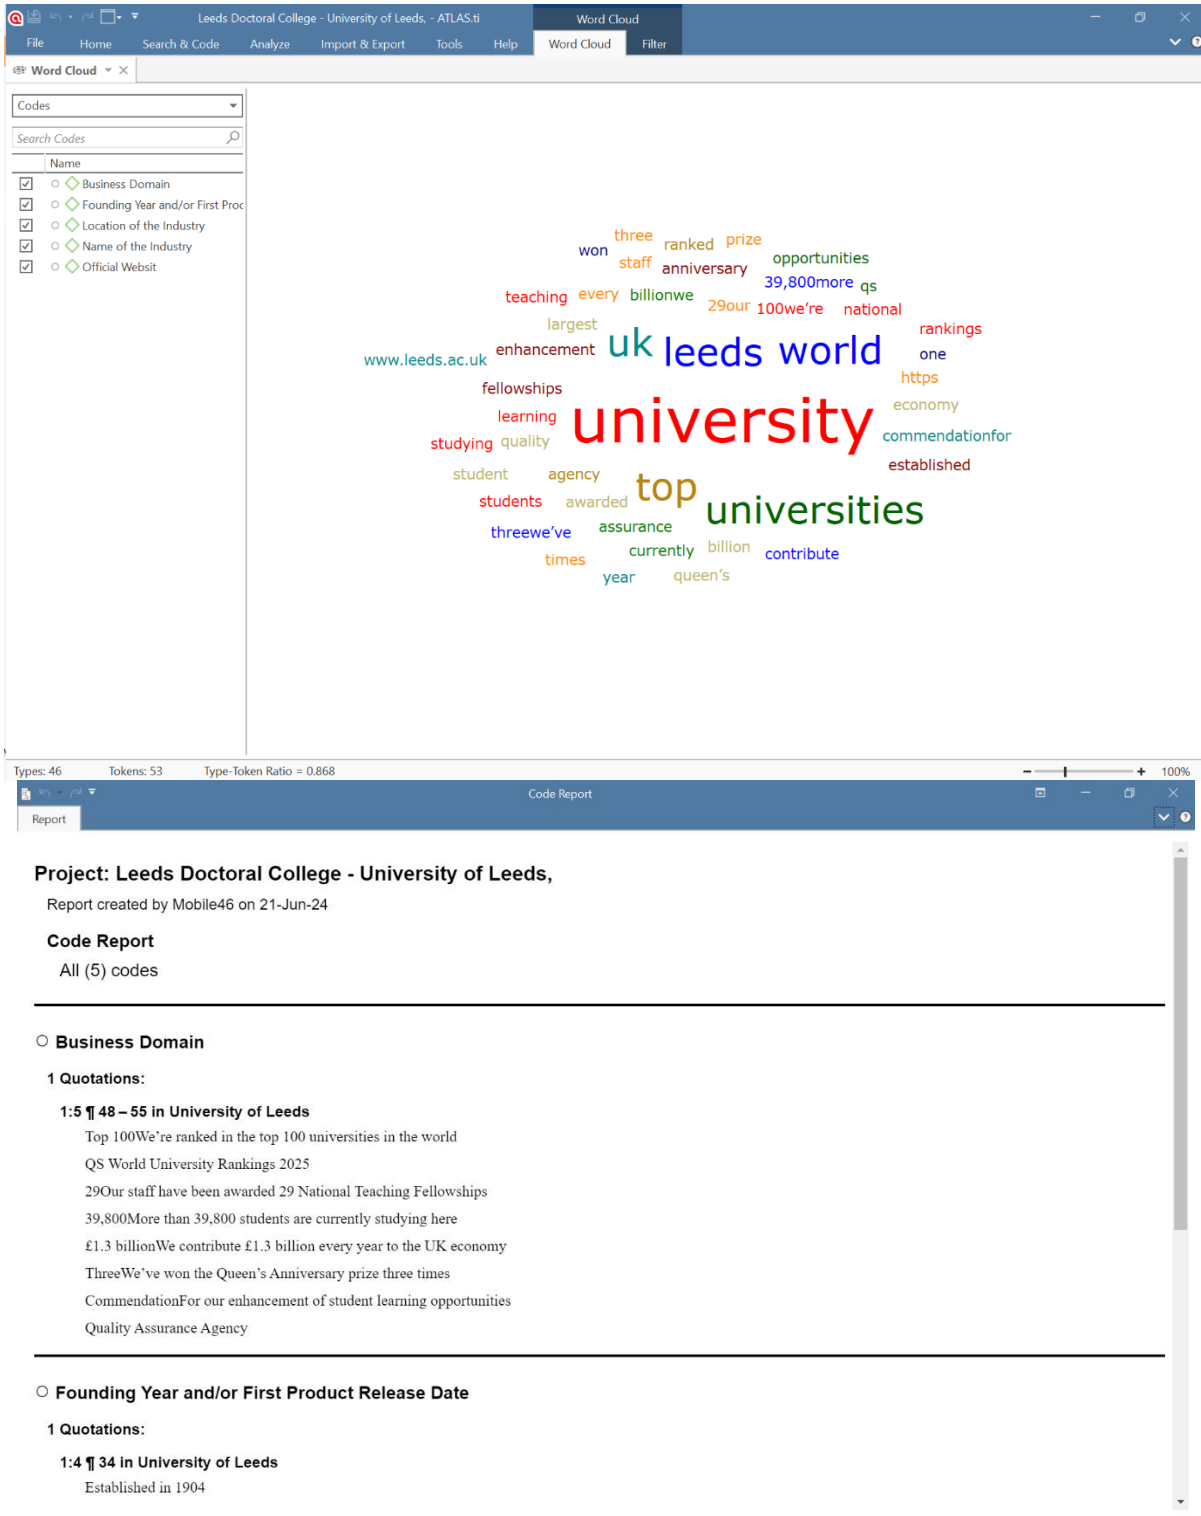 Leeds Doctoral College - University of Leeds, - ATLAS.ti
Word Cloud
File Home Search & Code Analyze Import & Export Tools Help Word Cloud Filter
Word Cloud
Codes
Search Codes
Name
Business Domain
Founding Year and/or First Proc
Location of the Industry
Name of the Industry
Official Websit
three
won
ranked
prize
staff
anniversary
opportunities
39,800more
qs
teaching
every
billionwe
29our
100we're
national
largest
rankings
uk
leeds
world
enhancement
one
www.leeds.ac.uk
https
fellowships
university
economy
learning
studying
quality
commendationfor
student
agency
top
established
students
awarded
universities
threewe've
assurance
times
currently
billion
contribute
year
queen's
Types: 46 Tokens: 53 Type-Token Ratio = 0.868
100%
Code Report
Report
Project: Leeds Doctoral College - University of Leeds,
Report created by Mobile46 on 21-Jun-24
Code Report
All (5) codes
Business Domain
1 Quotations:
1:5 ¶ 48 – 55 in University of Leeds
Top 100We're ranked in the top 100 universities in the world
QS World University Rankings 2025
29Our staff have been awarded 29 National Teaching Fellowships
39,800More than 39,800 students are currently studying here
£1.3 billionWe contribute £1.3 billion every year to the UK economy
ThreeWe've won the Queen's Anniversary prize three times
CommendationFor our enhancement of student learning opportunities
Quality Assurance Agency
Founding Year and/or First Product Release Date
1 Quotations:
1:4 ¶ 34 in University of Leeds
Established in 1904